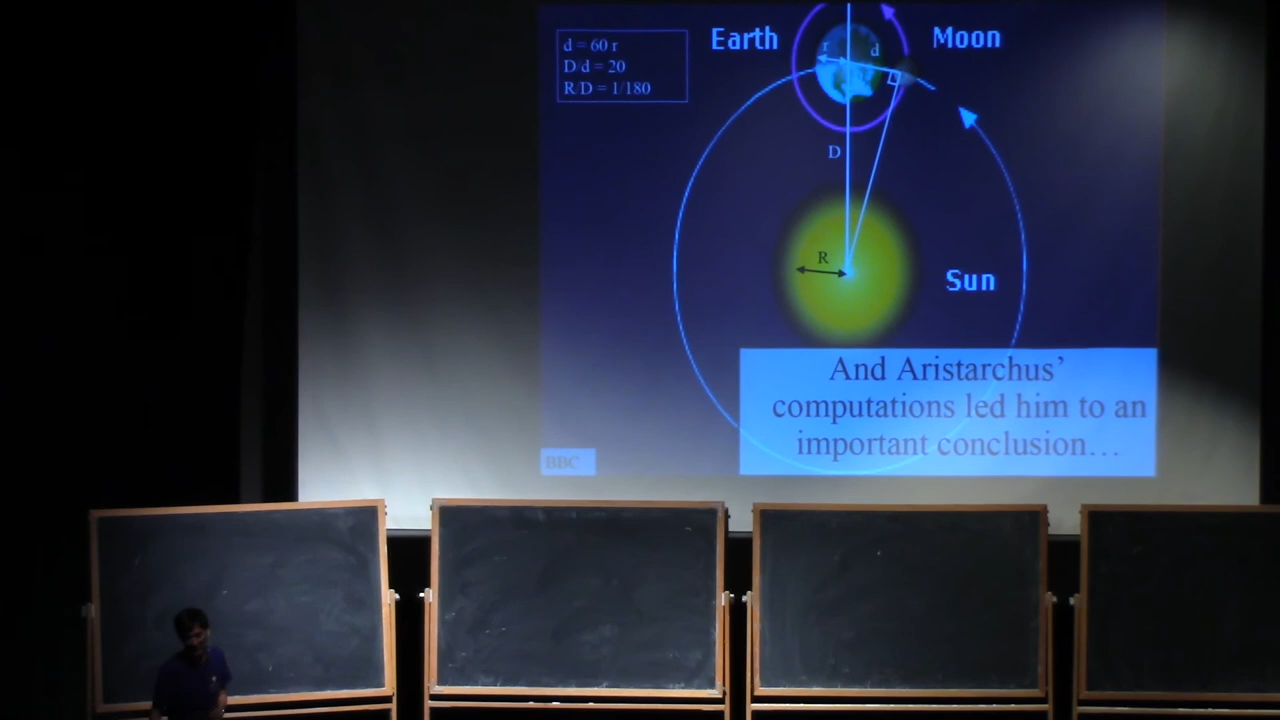 d = 60 r
D/d = 20
R/D = 1/180
Earth
Moon
r
d
D
R
Sun
And Aristarchus’
computations led him to an
important conclusion…
BBC